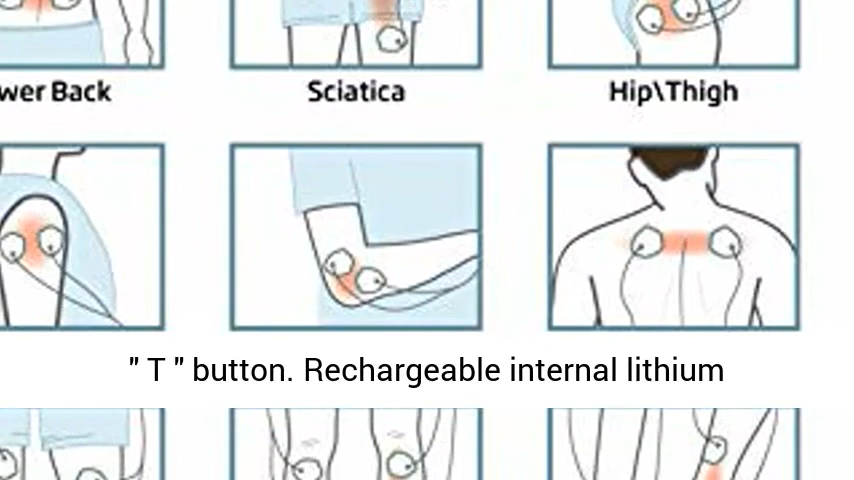 wer Back
Sciatica
Hip\Thigh
" T " button. Rechargeable internal lithium